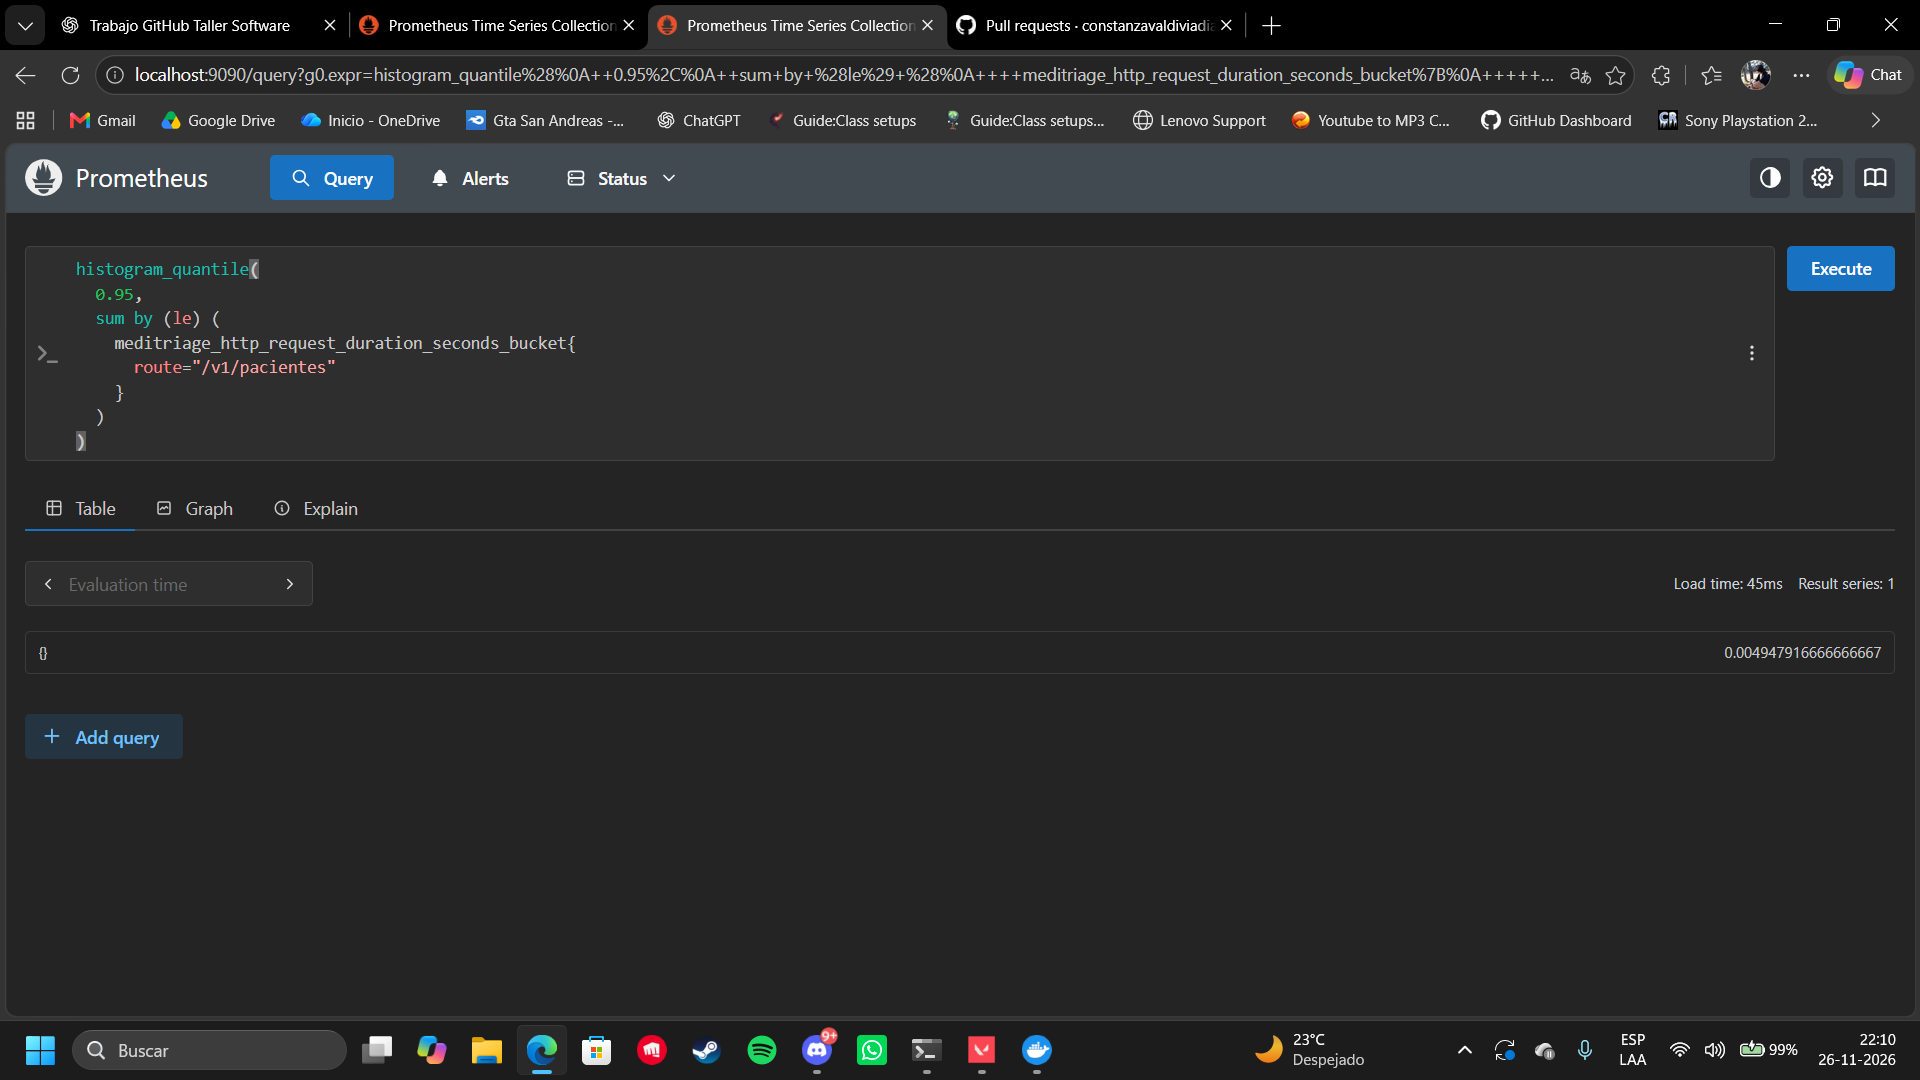 Trabajo GitHub Taller Software
Prometheus Time Series Collection
Prometheus Time Series Collection
Pull requests · constanzavaldiviadia
localhost:9090/query?g0.expr=histogram_quantile%28%0A++0.95%2C%0A++sum+by+%28le%29+%28%0A++++meditriage_http_request_duration_seconds_bucket%7B%0A+++++...
Chat
Gmail
Google Drive
Inicio - OneDrive
Gta San Andreas -...
ChatGPT
Guide:Class setups
Guide:Class setups...
Lenovo Support
Youtube to MP3 C...
GitHub Dashboard
Sony Playstation 2...
Prometheus
Query
Alerts
Status
histogram_quantile(
0.95,
sum by (le) (
meditriage_http_request_duration_seconds_bucket{
route="/v1/pacientes"
}
)
)
Execute
Table
Graph
Explain
Evaluation time
Load time: 45ms Result series: 1
{}
0.004947916666666667
Add query
Buscar
9+
23°C
Despejado
ESP
LAA
99%
22:10
26-11-2026